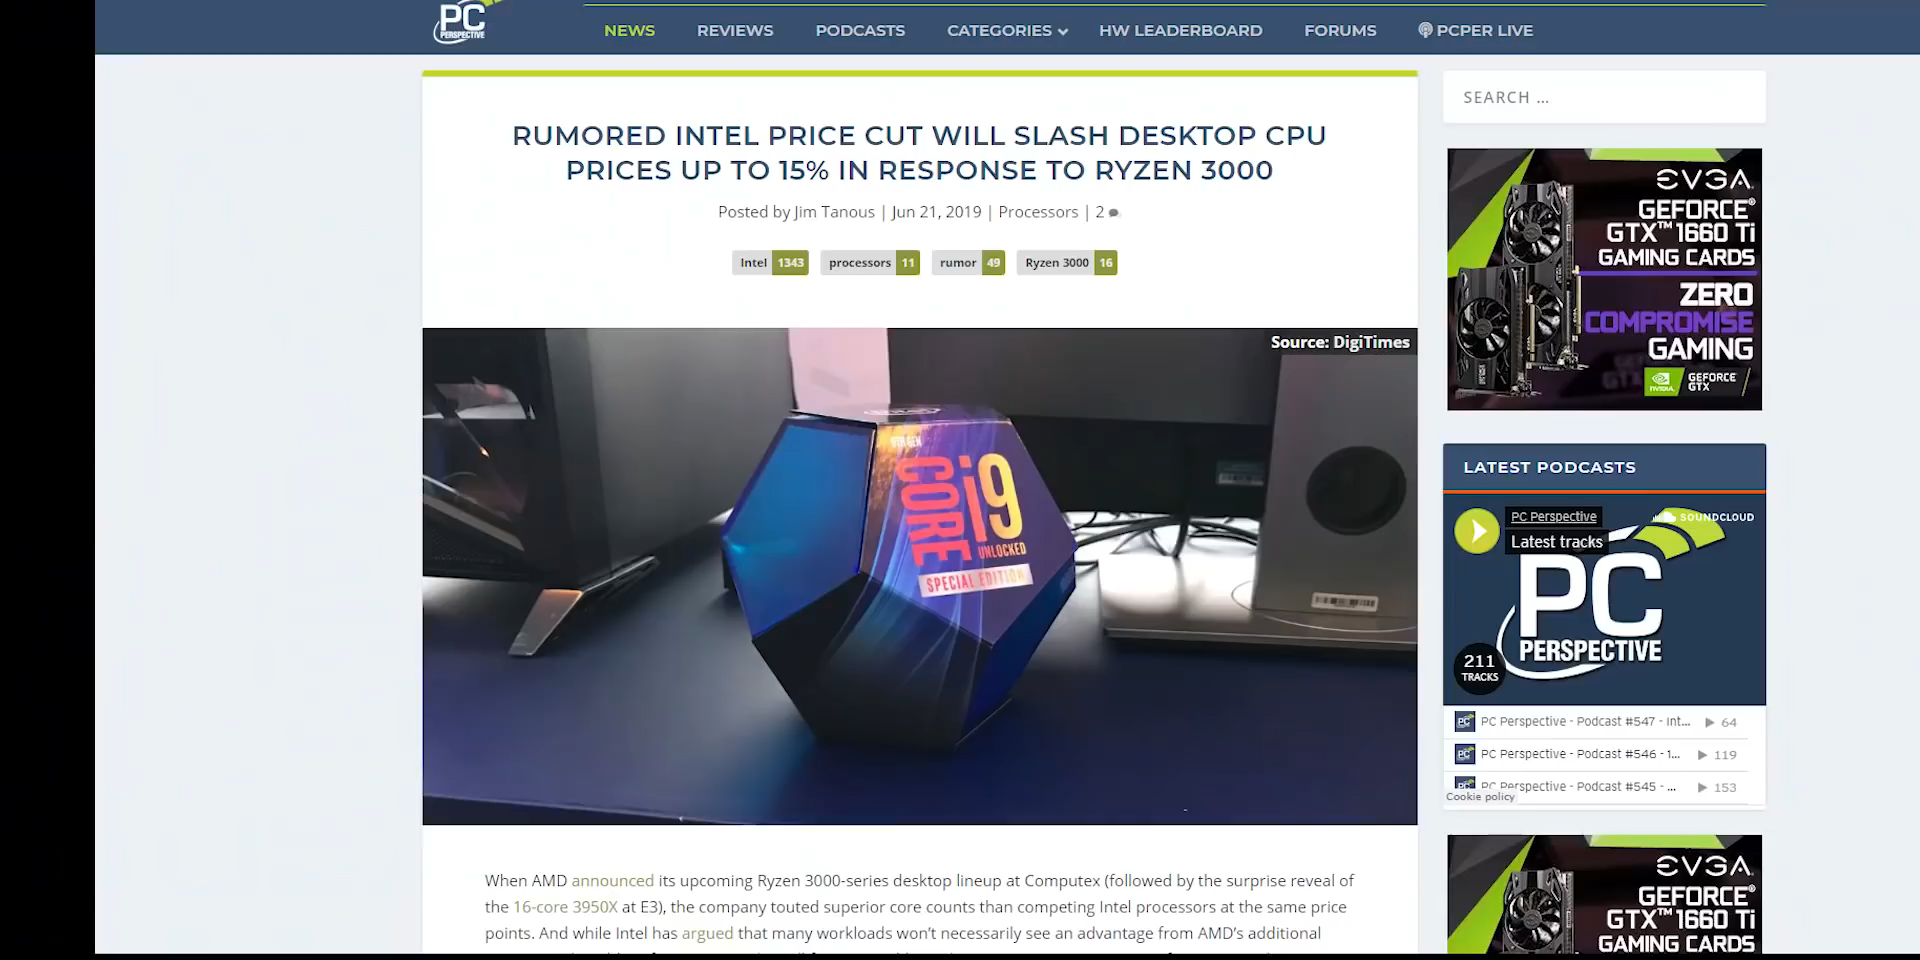 PC
PERSPECTIVE
NEWS
REVIEWS
PODCASTS
CATEGORIES
HW LEADERBOARD
FORUMS
PCPER LIVE
RUMORED INTEL PRICE CUT WILL SLASH DESKTOP CPU
PRICES UP TO 15% IN RESPONSE TO RYZEN 3000
Posted by Jim Tanous | Jun 21, 2019 | Processors | 2
Intel 1343
processors 11
rumor 49
Ryzen 3000 16
Source: DigiTimes
9TH GEN
CORE i9
UNLOCKED
SPECIAL EDITION
When AMD announced its upcoming Ryzen 3000-series desktop lineup at Computex (followed by the surprise reveal of
the 16-core 3950X at E3), the company touted superior core counts than competing Intel processors at the same price
points. And while Intel has argued that many workloads won't necessarily see an advantage from AMD's additional
SEARCH ...
EVGA
GEFORCE®
GTX™ 1660 Ti
GAMING CARDS
ZERO
COMPROMISE
GAMING
NVIDIA
GEFORCE
GTX
LATEST PODCASTS
PC Perspective
SOUNDCLOUD
Latest tracks
PC
PERSPECTIVE
211
TRACKS
PC Perspective - Podcast #547 - Int... 64
PC Perspective - Podcast #546 - 1... 119
PC Perspective - Podcast #545 - ... 153
Cookie policy
EVGA
GEFORCE®
GTX™ 1660 Ti
GAMING CARDS